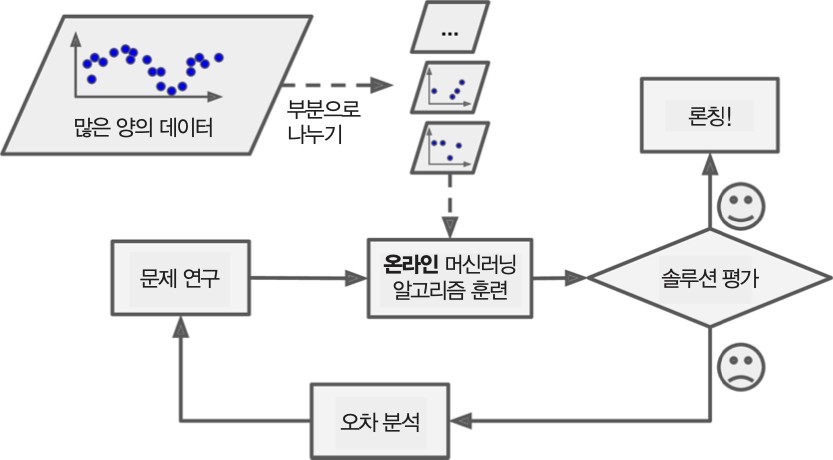 ...
많은 양의 데이터
부분으로
나누기
론칭!
문제 연구
온라인 머신러닝
알고리즘 훈련
솔루션 평가
오차 분석